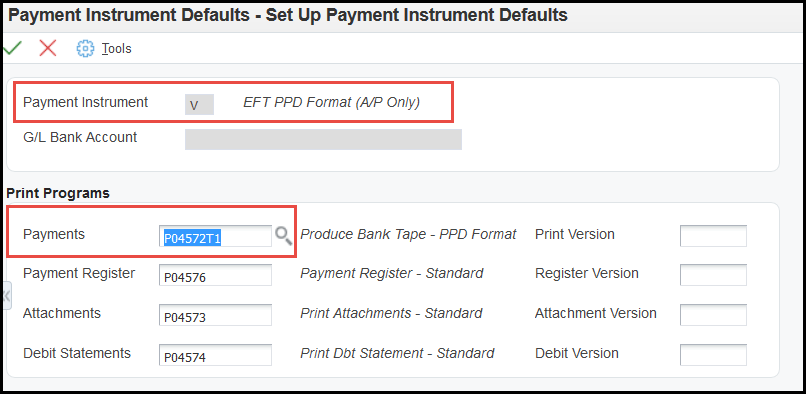 Payment Instrument Defaults - Set Up Payment Instrument Defaults
Tools
Payment Instrument V EFT PPD Format (A/P Only)
G/L Bank Account
Print Programs
Payments P04572T1 Produce Bank Tape - PPD Format Print Version
Payment Register P04576 Payment Register - Standard Register Version
Attachments P04573 Print Attachments - Standard Attachment Version
Debit Statements P04574 Print Dbt Statement - Standard Debit Version